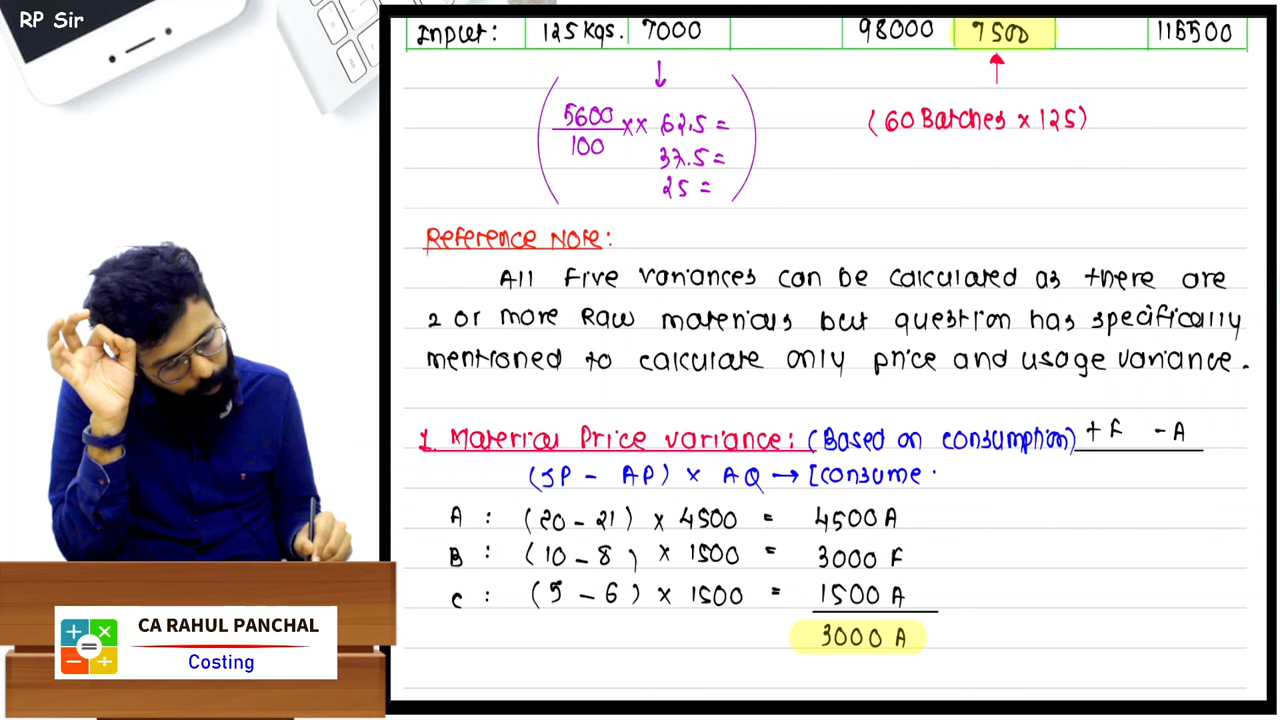 RP Sir
Input: 125 Kgs. 7000 98000 7500 115500
(5600/100 xx 62.5 =
37.5 =
25 = )
(60 Batches x 125)
Reference Note:
All Five variances can be calculated as there are
2 or more Raw materials but question has specifically
mentioned to calculate only price and usage variance.
1. Material Price variance: (Based on consumption) + F - A
(SP - AP) x AQ → [consume.
A : (20 - 21) x 4500 = 4500 A
B : (10 - 8) x 1500 = 3000 F
C : (5 - 6) x 1500 = 1500 A
3000 A
CA RAHUL PANCHAL
Costing